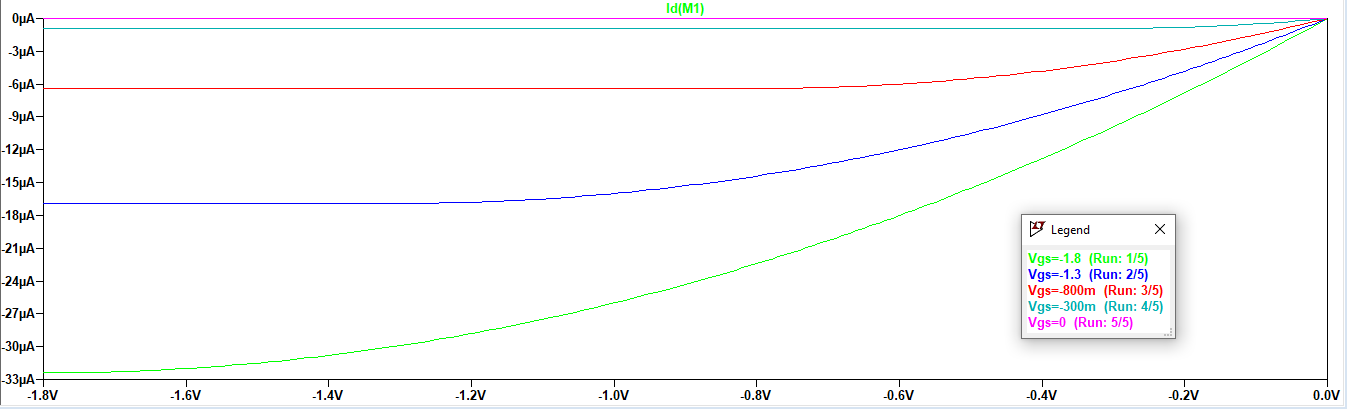 Id(M1)
0µA
-3µA
-6µA
-9µA
-12µA
-15µA
-18µA
-21µA
-24µA
-27µA
-30µA
-33µA
Legend
Vgs=-1.8 (Run: 1/5)
Vgs=-1.3 (Run: 2/5)
Vgs=-800m (Run: 3/5)
Vgs=-300m (Run: 4/5)
Vgs=0 (Run: 5/5)
-1.8V -1.6V -1.4V -1.2V -1.0V -0.8V -0.6V -0.4V -0.2V 0.0V